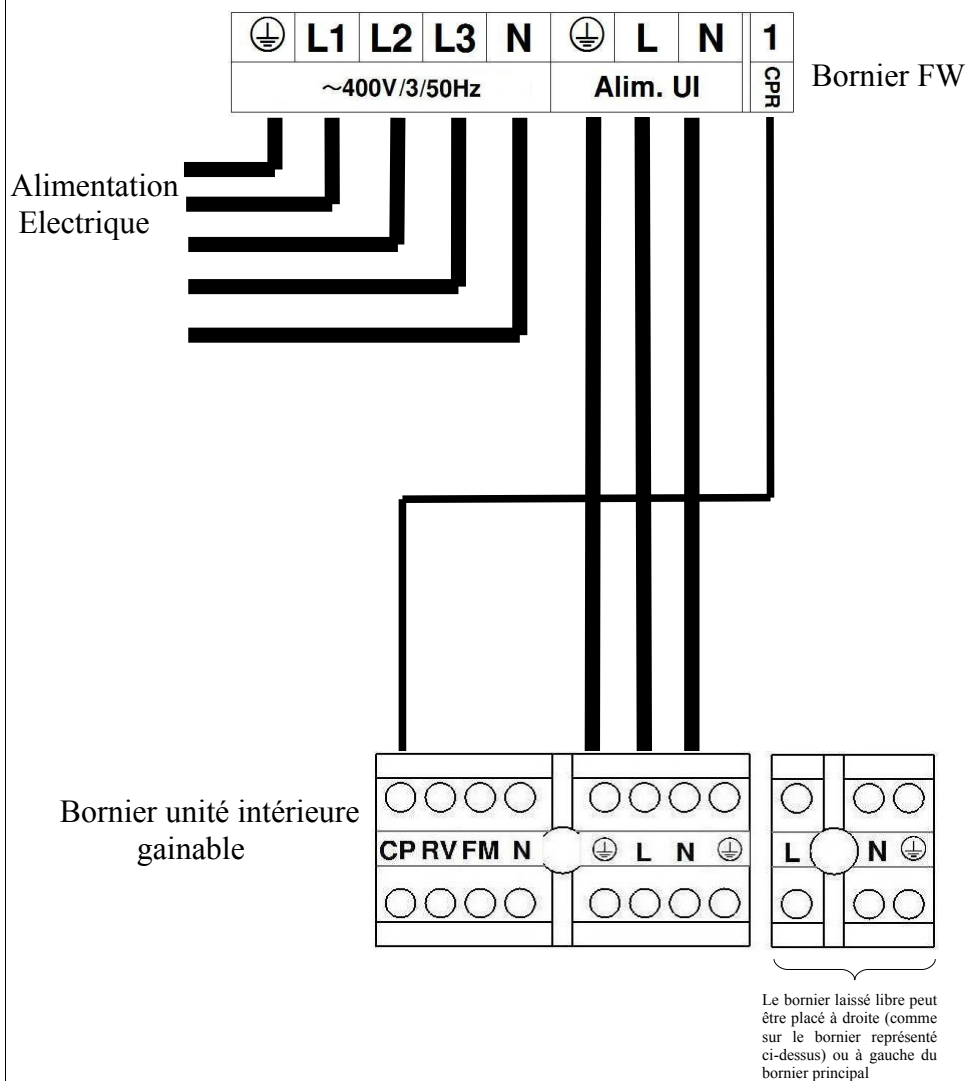 ⏚ L1 L2 L3 N ⏚ L N 1
~400V/3/50Hz Alim. UI CPR
Bornier FW
Alimentation
Electrique
Bornier unité intérieure
gainable
CP RV FM N ⏚ L N ⏚ L N ⏚
Le bornier laissé libre peut
être placé à droite (comme
sur le bornier représenté
ci-dessus) ou à gauche du
bornier principal